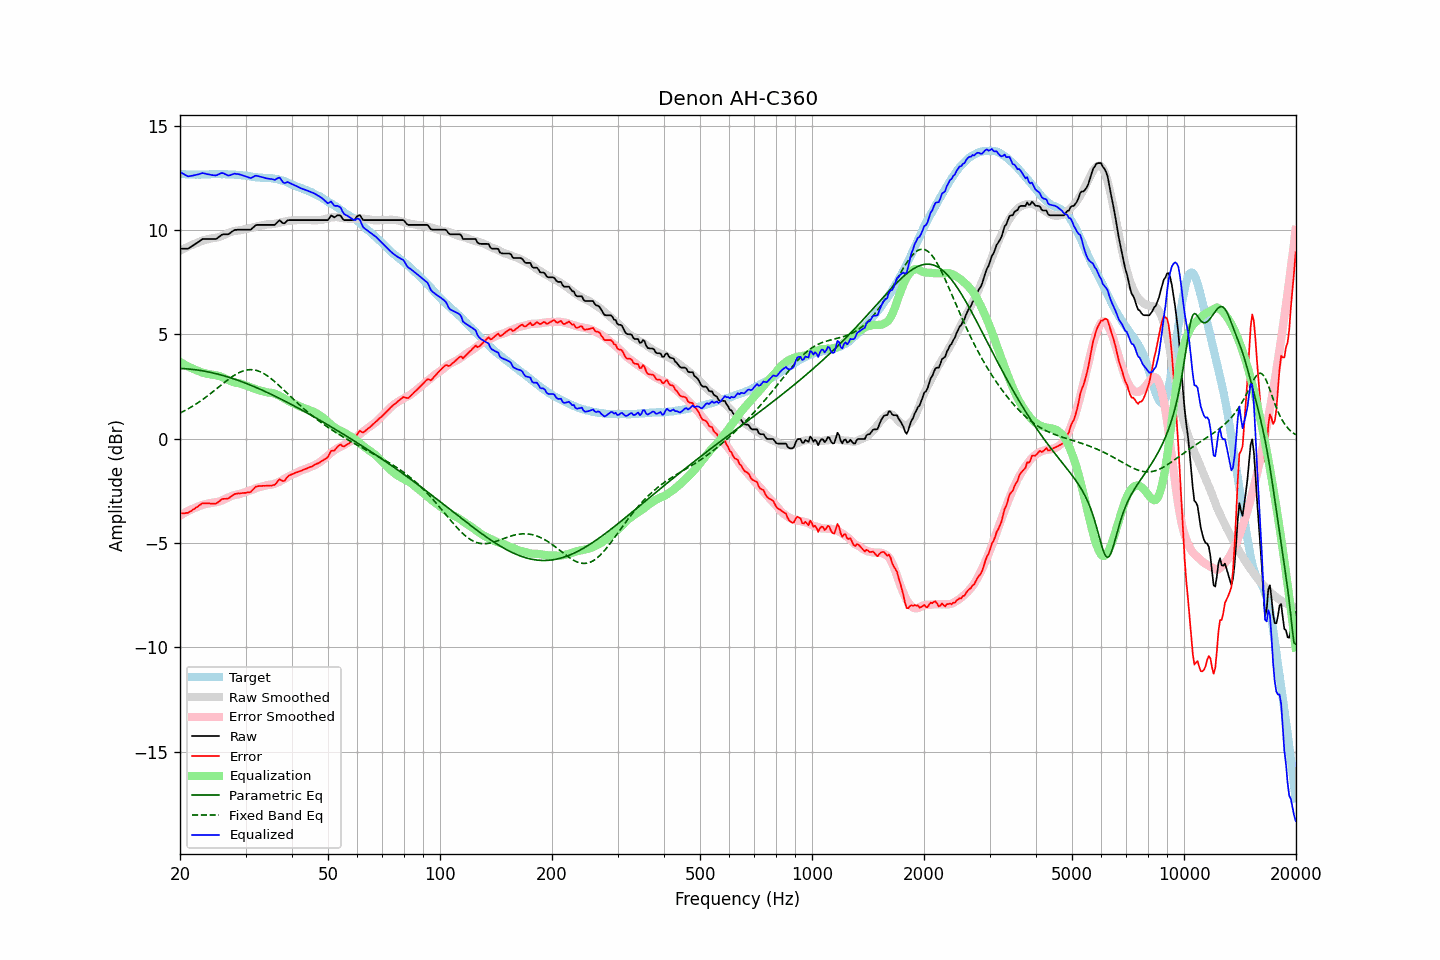 Denon AH-C360
15
10
5
0
−5
−10
−15
Amplitude (dBr)
20
50
100
200
500
1000
2000
5000
10000
20000
Frequency (Hz)
Target
Raw Smoothed
Error Smoothed
Raw
Error
Equalization
Parametric Eq
Fixed Band Eq
Equalized